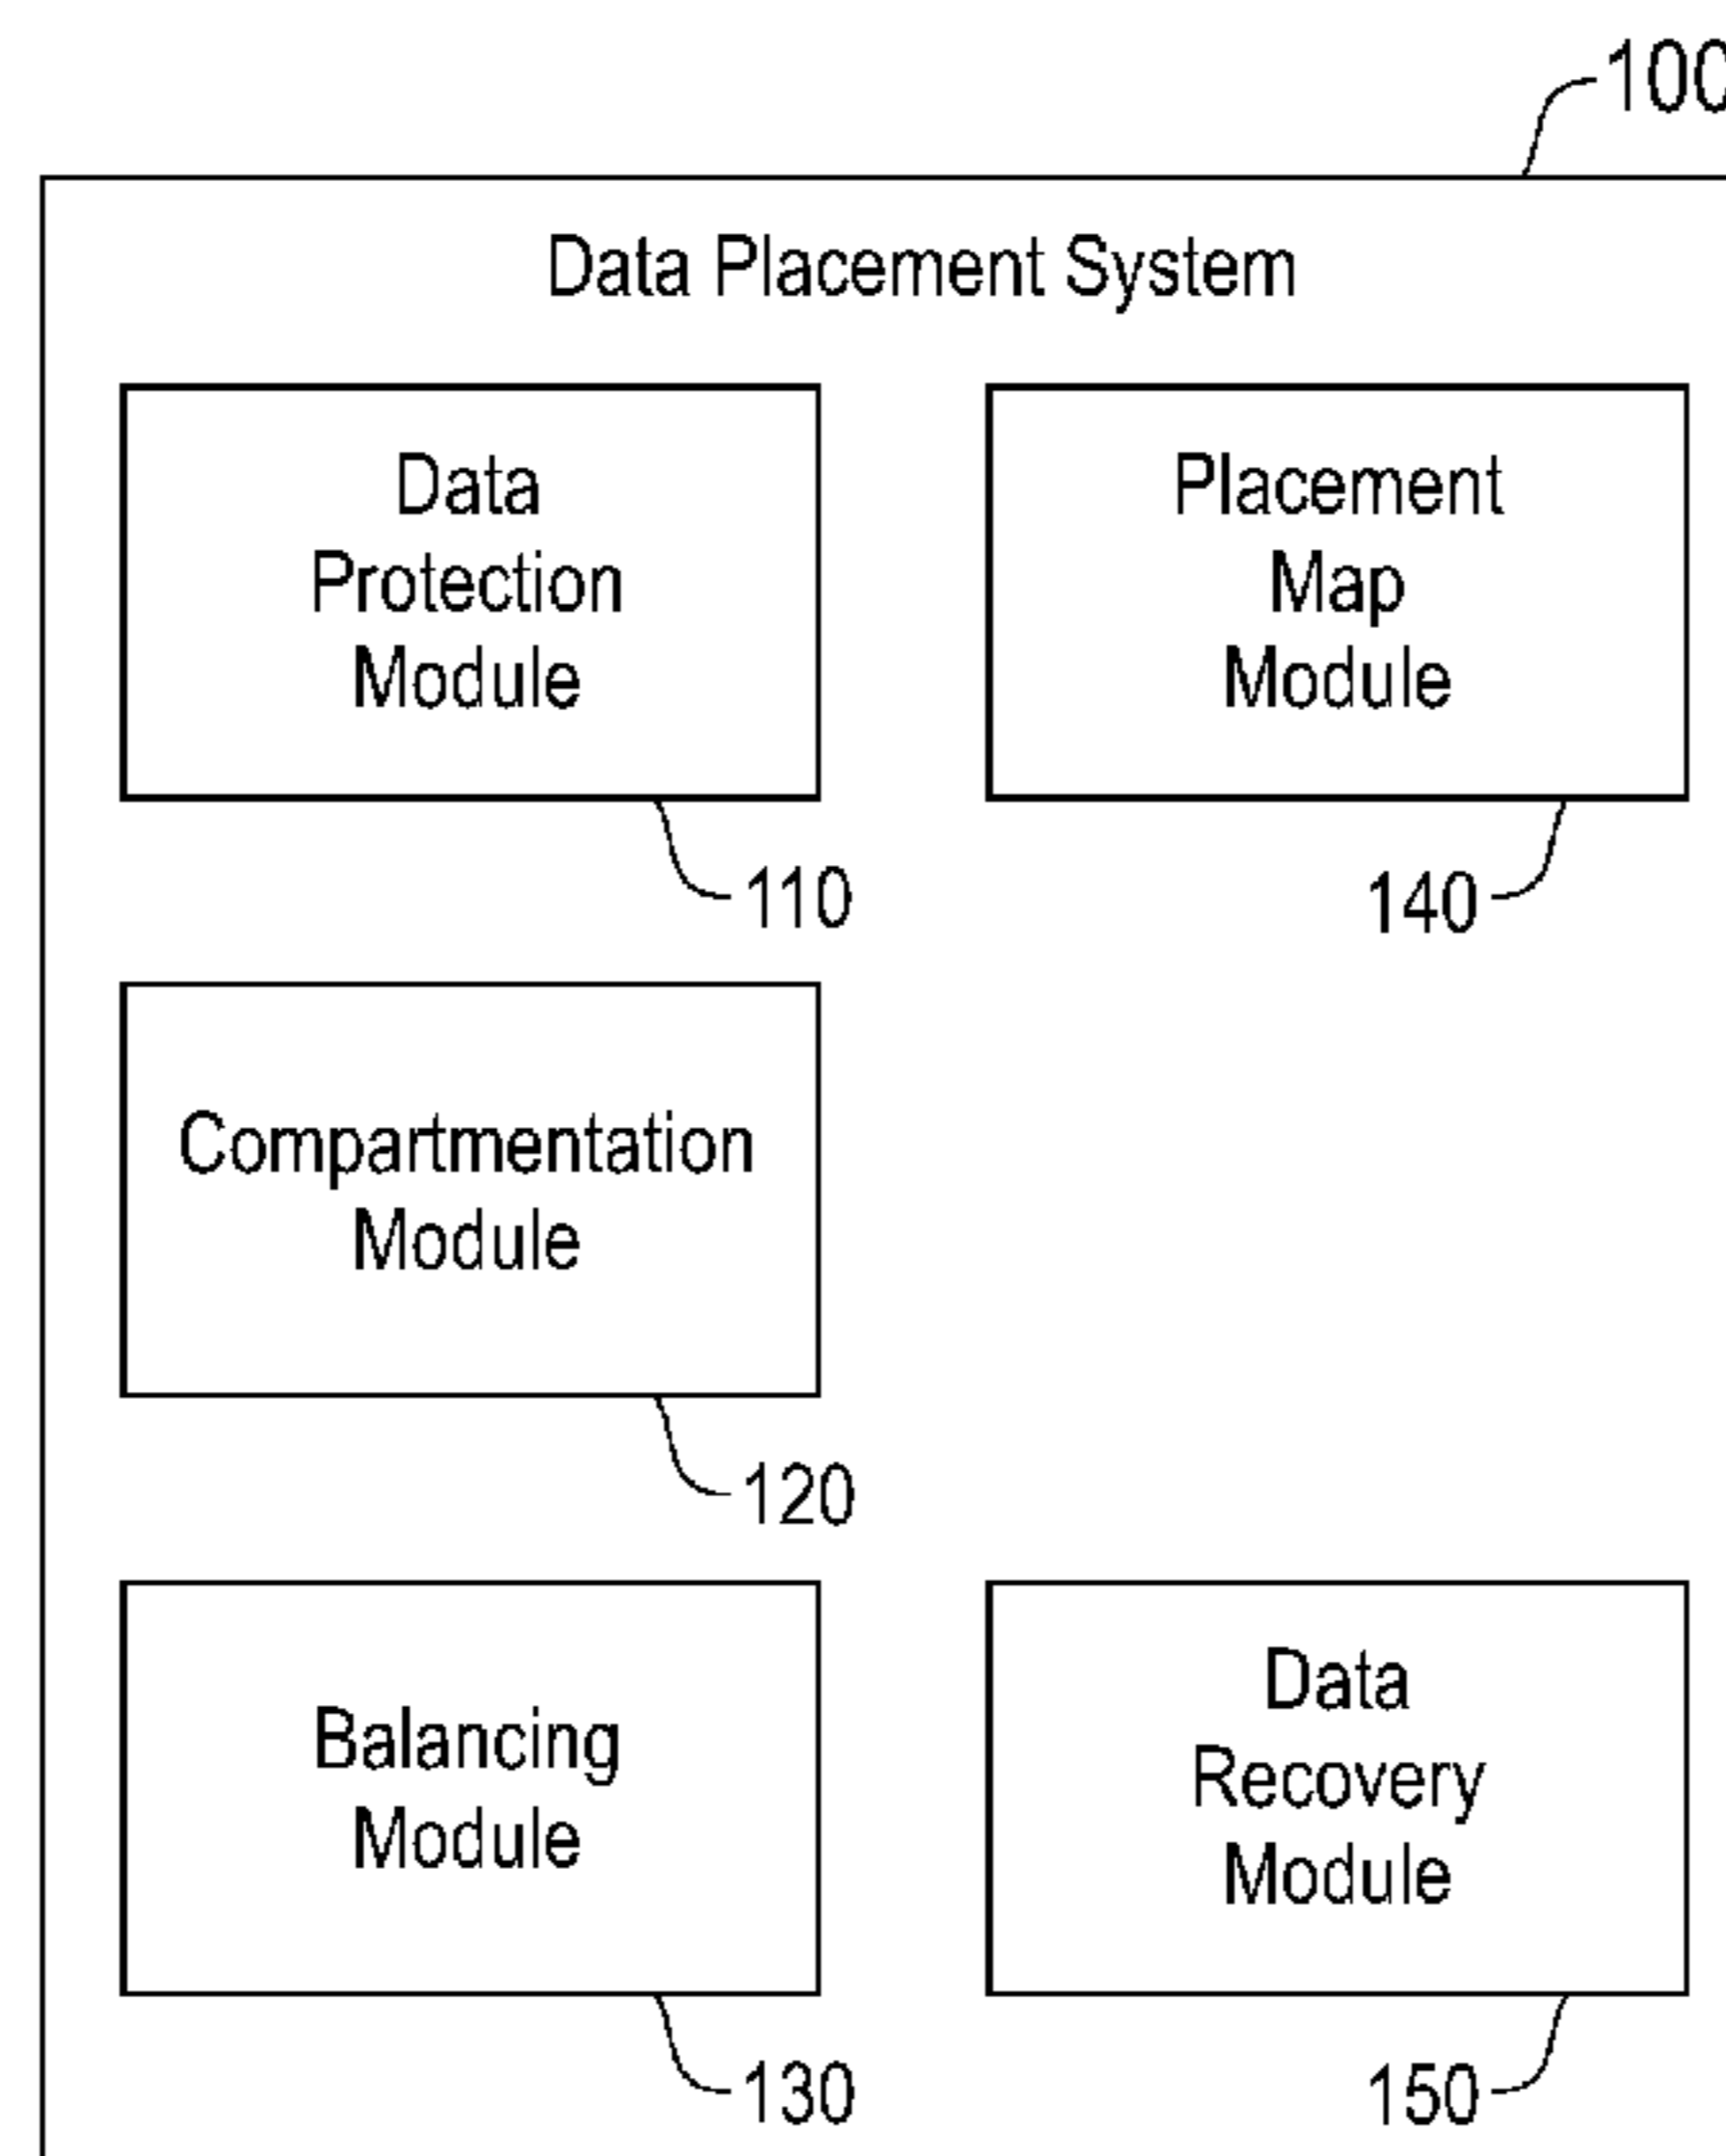 100
Data Placement System
Data
Protection
Module
110
Placement
Map
Module
140
Compartmentation
Module
120
Balancing
Module
130
Data
Recovery
Module
150